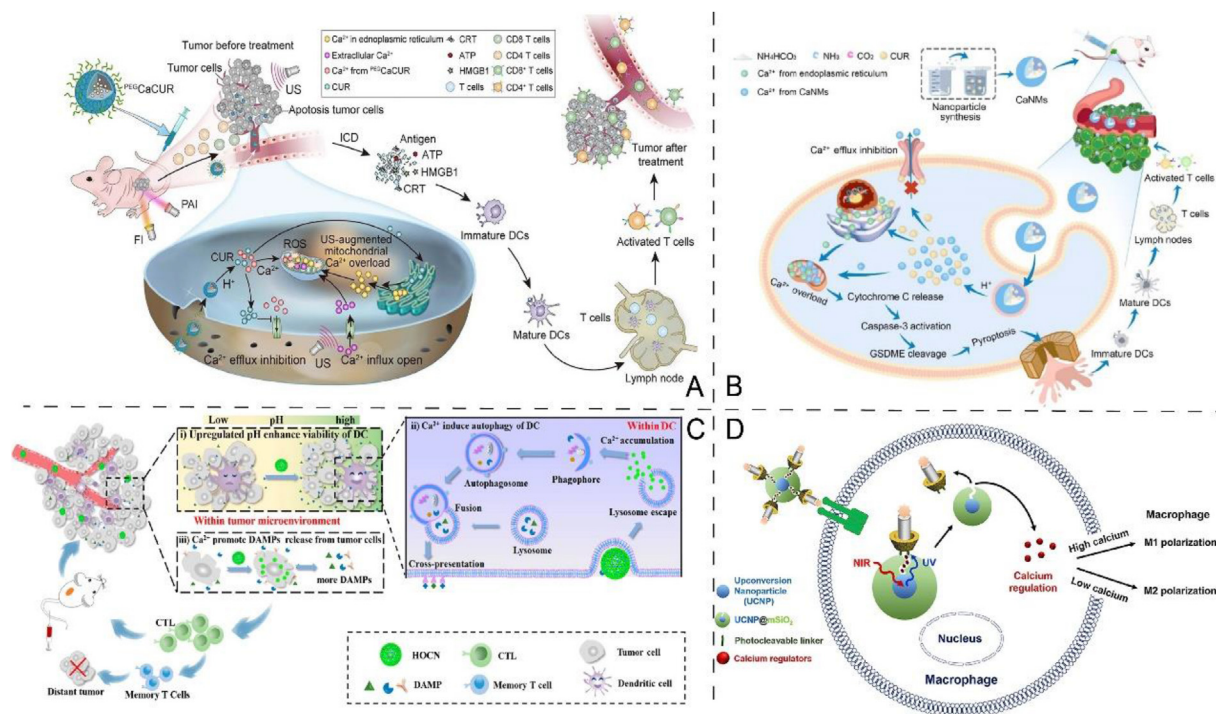 Tumor before treatment
Tumor cells
US
PEGCaCUR
Apotosis tumer cells
Ca²⁺ in ednoplasmic reticulum
Extracllular Ca²⁺
Ca²⁺ from PEGCaCUR
CUR
CRT
ATP
HMGB1
T cells
CD8 T cells
CD4 T cells
CD8⁺ T cells
CD4⁺ T cells
ICD
Antigen
ATP
HMGB1
CRT
Tumor after
treatment
PAI
FI
Immature DCs
Activated T cells
CUR
ROS
US-augmented
mitochondrial
Ca²⁺ overload
Ca²⁺
H⁺
T cells
Mature DCs
Ca²⁺ efflux inhibition
US
Ca²⁺ influx open
Lymph node
A
B
NH₄HCO₃
NH₃
CO₂
CUR
Ca²⁺ from endoplasmic reticulum
Ca²⁺ from CaNMs
Nanoparticle
synthesis
CaNMs
Ca²⁺ efflux
inhibition
Activated T cells
T cells
Lymph nodes
Mature DCs
Immature DCs
H⁺
Ca²⁺ overload
Cytochrome C release
Caspase-3 activation
GSDME cleavage
Pyroptosis
C
Low
pH
high
i) Upregulated pH enhance viability of DC
Within tumor microenvironment
iii) Ca²⁺ promote DAMPs release from tumor cells
more DAMPs
ii) Ca²⁺ induce autophagy of DC
Within DC
Ca²⁺ accumulation
Autophagosome
Phagophore
Lysosome escape
Fusion
Lysosome
Cross-presentation
CTL
Distant tumor
Memory T Cells
HOCN
CTL
Tumor cell
DAMP
Memory T cell
Dendritic cell
D
NIR
UV
Upconversion
Nanoparticle
(UCNP)
UCNP@mSiO₂
Photocleavable linker
Calcium regulators
Calcium
regulation
Nucleus
Macrophage
High calcium
Low calcium
Macrophage
M1 polarization
M2 polarization